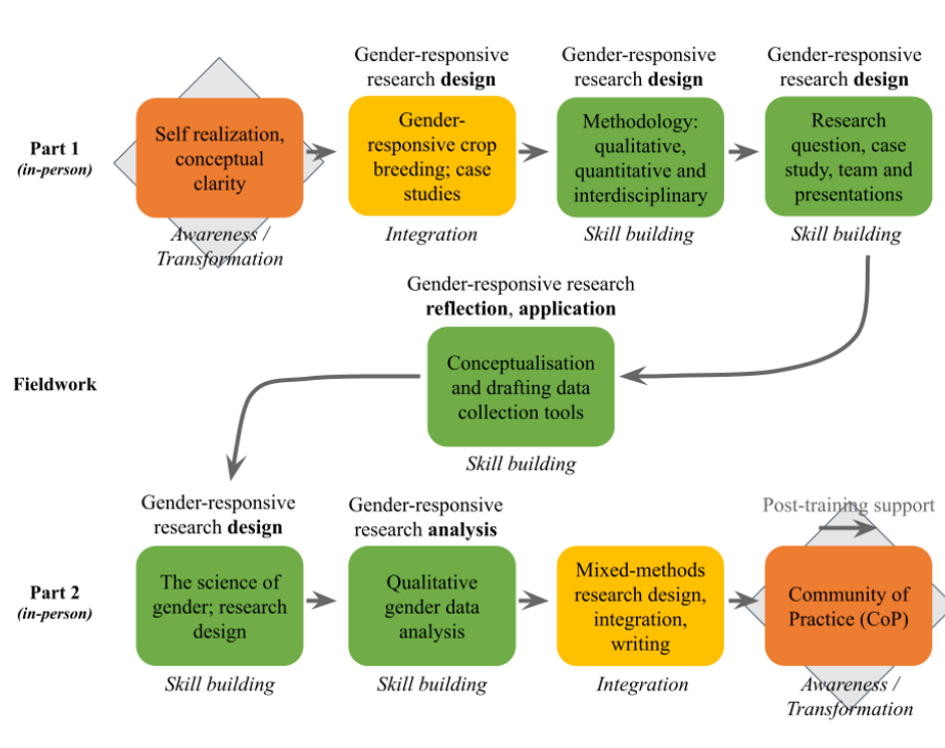 Gender-responsive
research design
Gender-responsive
research design
Gender-responsive
research design
Part 1
(in-person)
Self realization,
conceptual
clarity
Gender-
responsive crop
breeding; case
studies
Methodology:
qualitative,
quantitative and
interdisciplinary
Research
question, case
study, team and
presentations
Awareness /
Transformation
Integration
Skill building
Skill building
Gender-responsive research
reflection, application
Fieldwork
Conceptualisation
and drafting data
collection tools
Skill building
Gender-responsive
research design
Gender-responsive
research analysis
Post-training support
Part 2
(in-person)
The science of
gender; research
design
Qualitative
gender data
analysis
Mixed-methods
research design,
integration,
writing
Community of
Practice (CoP)
Skill building
Skill building
Integration
Awareness /
Transformation